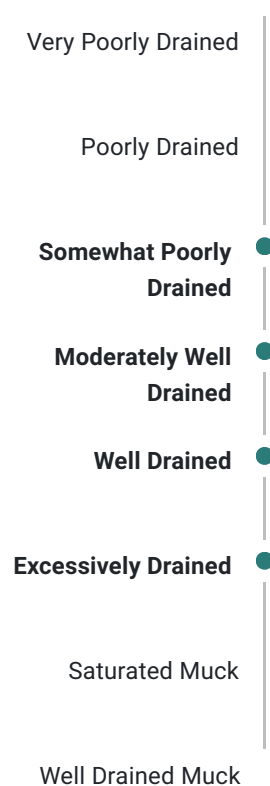 Very Poorly Drained
Poorly Drained
Somewhat Poorly
Drained
Moderately Well
Drained
Well Drained
Excessively Drained
Saturated Muck
Well Drained Muck